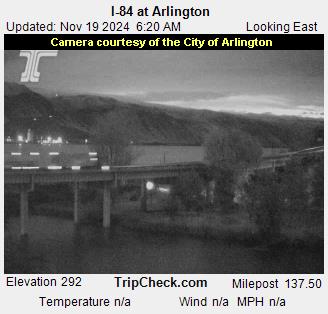 I-84 at Arlington
Updated: Nov 19 2024 6:20 AM Looking East
Camera courtesy of the City of Arlington
Elevation 292 TripCheck.com Milepost 137.50
Temperature n/a Wind n/a MPH n/a